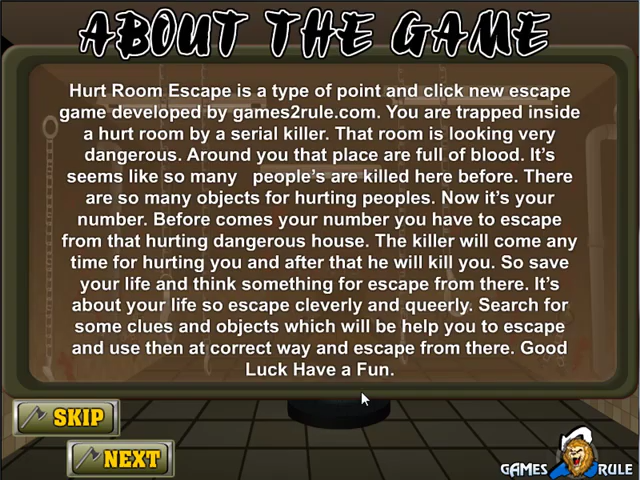 ABOUT THE GAME
Hurt Room Escape is a type of point and click new escape
game developed by games2rule.com. You are trapped inside
a hurt room by a serial killer. That room is looking very
dangerous. Around you that place are full of blood. It's
seems like so many people's are killed here before. There
are so many objects for hurting peoples. Now it's your
number. Before comes your number you have to escape
from that hurting dangerous house. The killer will come any
time for hurting you and after that he will kill you. So save
your life and think something for escape from there. It's
about your life so escape cleverly and queerly. Search for
some clues and objects which will be help you to escape
and use then at correct way and escape from there. Good
Luck Have a Fun.
SKIP
NEXT
GAMES 2 RULE